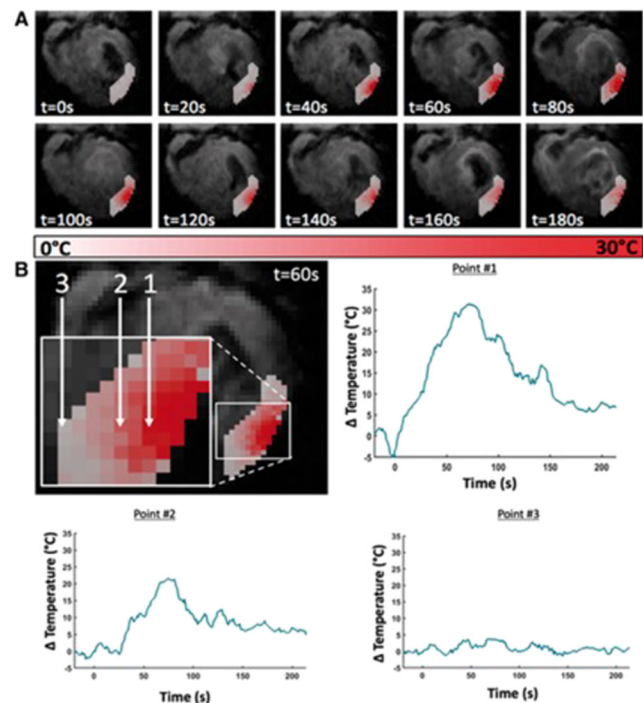 A
t=0s t=20s t=40s t=60s t=80s
t=100s t=120s t=140s t=160s t=180s
0°C 30°C
B
3 2 1 t=60s
Point #1
Δ Temperature (°C)
35
30
25
20
15
10
5
0
-5
0 50 100 150 200
Time (s)
Point #2
Δ Temperature (°C)
35
30
25
20
15
10
5
0
-5
0 50 100 150 200
Time (s)
Point #3
Δ Temperature (°C)
35
30
25
20
15
10
5
0
-5
0 50 100 150 200
Time (s)